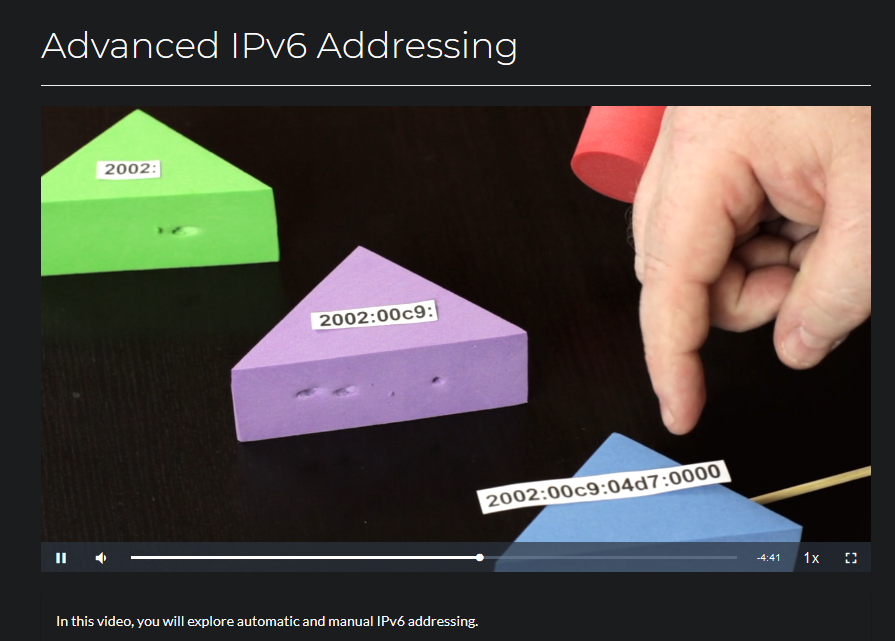 Advanced IPv6 Addressing
2002:
2002:00c9:
2002:00c9:04d7:0000
-4:41
1x
In this video, you will explore automatic and manual IPv6 addressing.